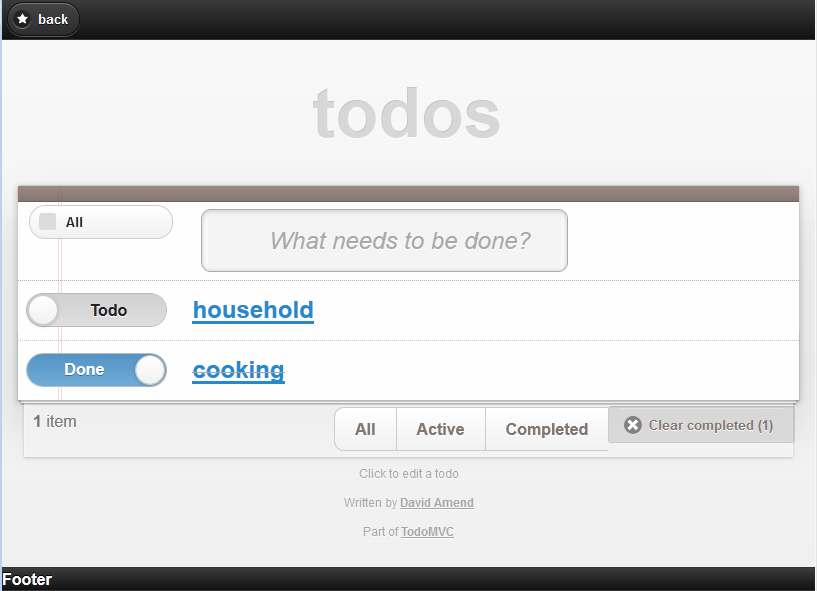 back
todos
All
What needs to be done?
Todo
household
Done
cooking
1 item
All
Active
Completed
Clear completed (1)
Click to edit a todo
Written by David Amend
Part of TodoMVC
Footer